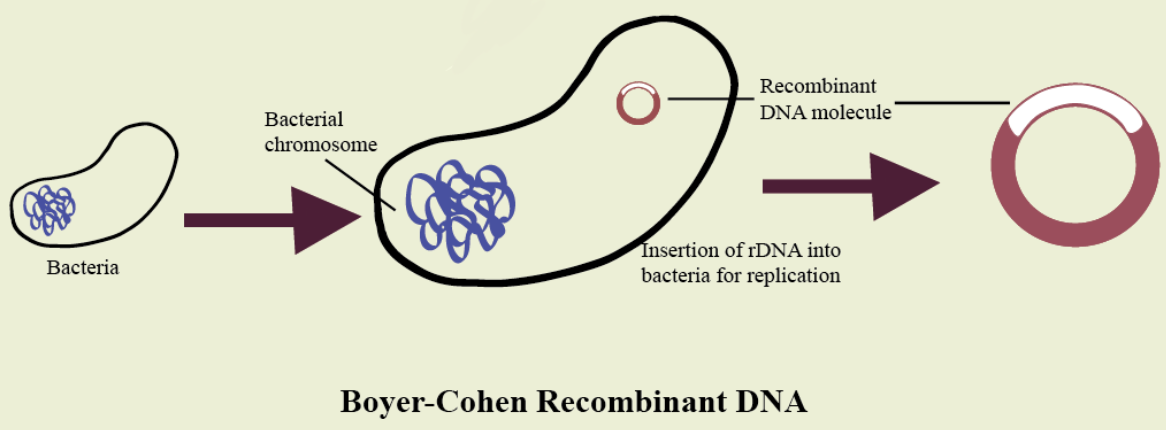 Bacteria
Bacterial
chromosome
Recombinant
DNA molecule
Insertion of rDNA into
bacteria for replication
Boyer-Cohen Recombinant DNA